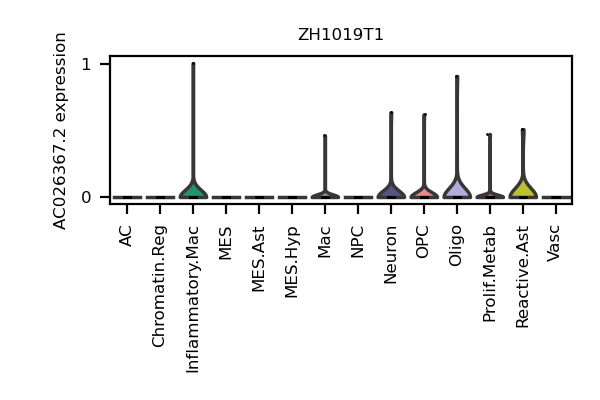 ZH1019T1
AC026367.2 expression
1
0
AC
Chromatin.Reg
Inflammatory.Mac
MES
MES.Ast
MES.Hyp
Mac
NPC
Neuron
OPC
Oligo
Prolif.Metab
Reactive.Ast
Vasc